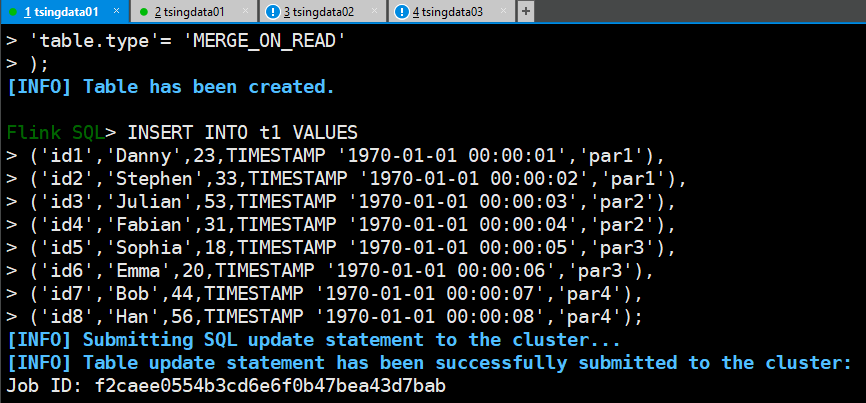 1 tsingdata01 × 2 tsingdata01 × 3 tsingdata02 × 4 tsingdata03 × +
> 'table.type'= 'MERGE_ON_READ'
> );
[INFO] Table has been created.
Flink SQL> INSERT INTO t1 VALUES
> ('id1','Danny',23,TIMESTAMP '1970-01-01 00:00:01','par1'),
> ('id2','Stephen',33,TIMESTAMP '1970-01-01 00:00:02','par1'),
> ('id3','Julian',53,TIMESTAMP '1970-01-01 00:00:03','par2'),
> ('id4','Fabian',31,TIMESTAMP '1970-01-01 00:00:04','par2'),
> ('id5','Sophia',18,TIMESTAMP '1970-01-01 00:00:05','par3'),
> ('id6','Emma',20,TIMESTAMP '1970-01-01 00:00:06','par3'),
> ('id7','Bob',44,TIMESTAMP '1970-01-01 00:00:07','par4'),
> ('id8','Han',56,TIMESTAMP '1970-01-01 00:00:08','par4');
[INFO] Submitting SQL update statement to the cluster...
[INFO] Table update statement has been successfully submitted to the cluster:
Job ID: f2caee0554b3cd6e6f0b47bea43d7bab